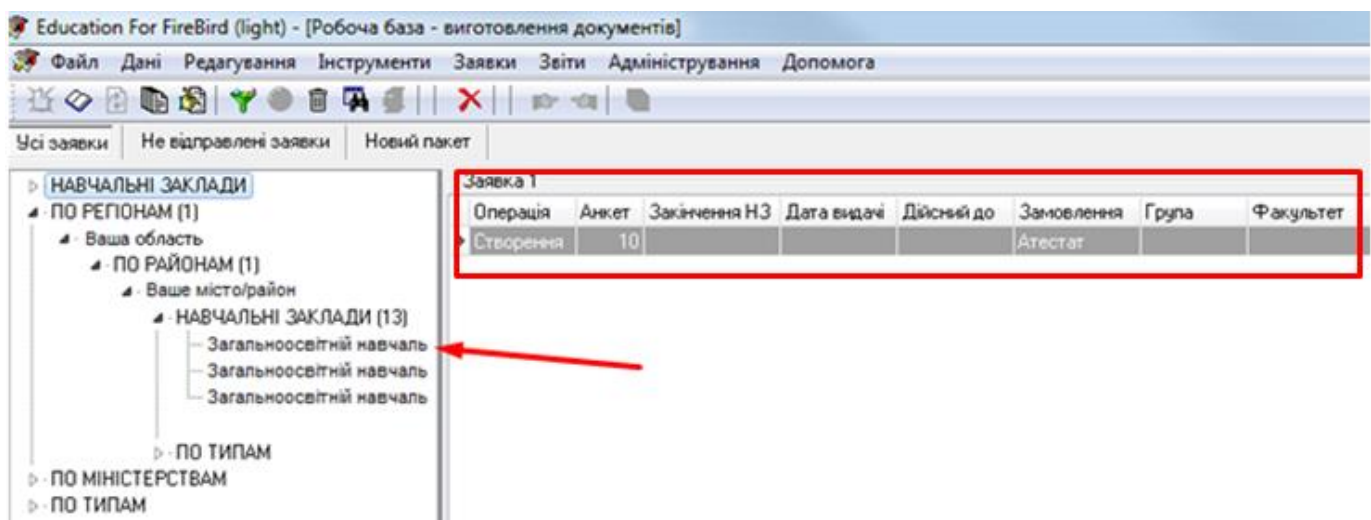 Education For FireBird (light) - [Робоча база - виготовлення документів]
Файл Дані Редагування Інструменти Заявки Звіти Адміністрування Допомога
Усі заявки Не відправлені заявки Новий пакет
НАВЧАЛЬНІ ЗАКЛАДИ
ПО РЕГІОНАМ (1)
Ваша область
ПО РАЙОНАМ (1)
Ваше місто/район
НАВЧАЛЬНІ ЗАКЛАДИ (13)
Загальноосвітній навчаль
Загальноосвітній навчаль
Загальноосвітній навчаль
ПО ТИПАМ
ПО МІНІСТЕРСТВАМ
ПО ТИПАМ
Заявка 1
Операція Анкет Закінчення НЗ Дата видачі Дійсний до Замовлення Група Факультет
Створення 10 Атестат